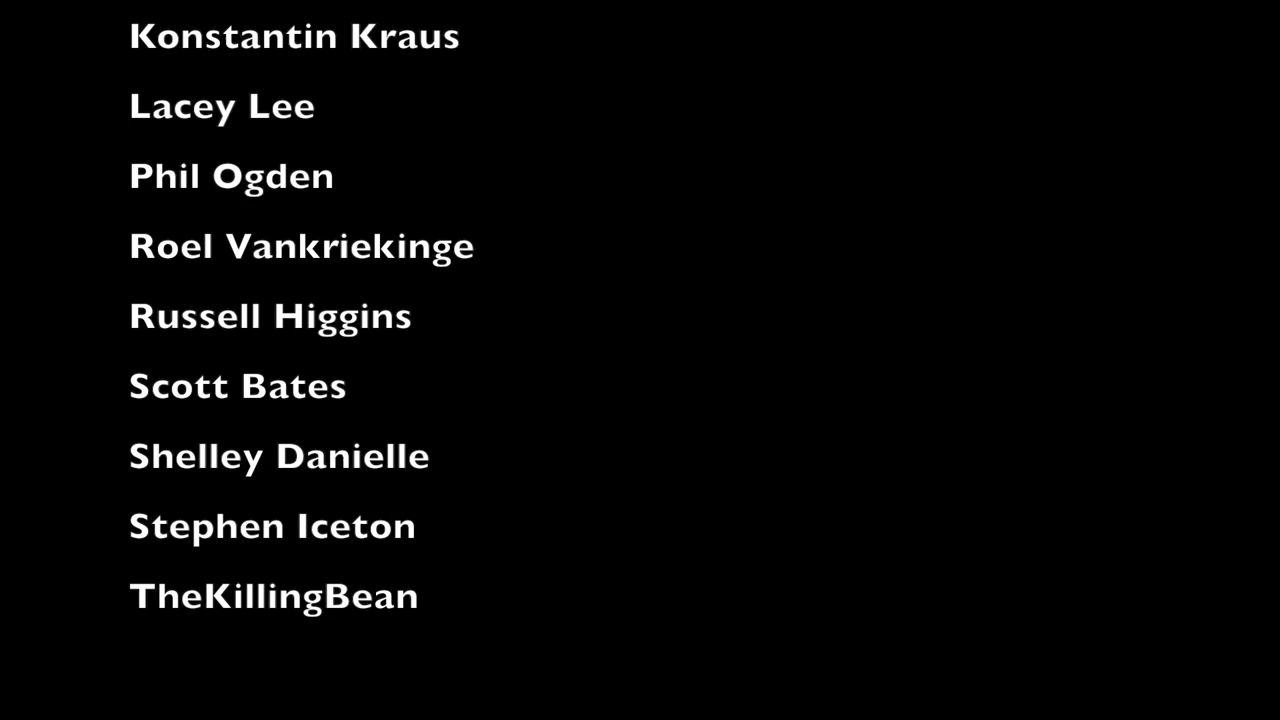 Konstantin Kraus
Lacey Lee
Phil Ogden
Roel Vankriekinge
Russell Higgins
Scott Bates
Shelley Danielle
Stephen Iceton
TheKillingBean